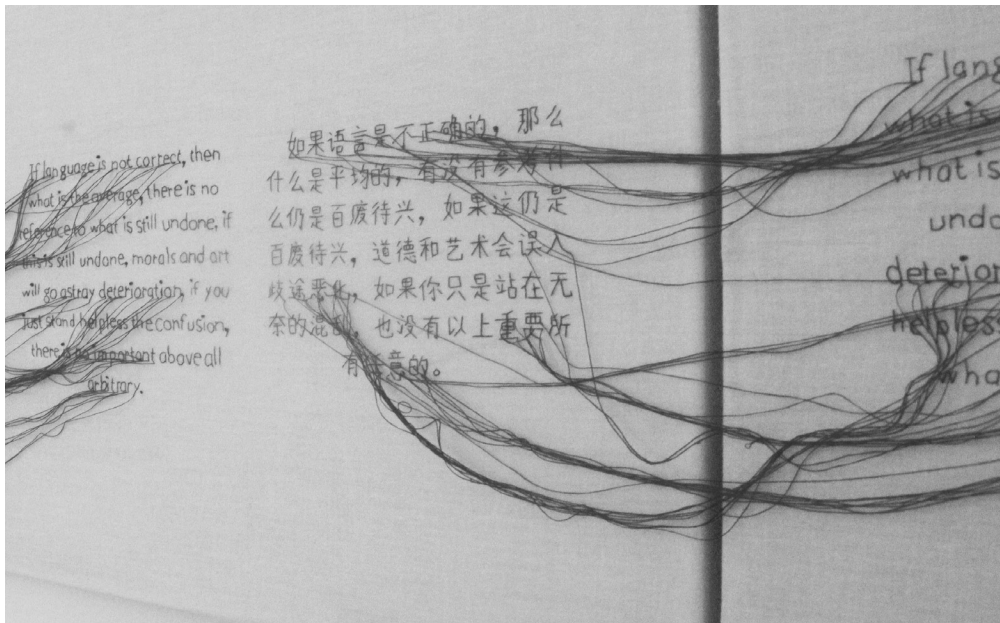 If language is not correct, then
what is the average, there is no
reference to what is still undone, if
this is still undone, morals and art
will go astray deterioration, if you
just stand helpless the confusion,
there is no important above all
arbitrary.
如果语言是不正确的，那么
什么是平均的，有没有参考什
么仍是百废待兴，如果这仍是
百废待兴，道德和艺术会误入
歧途恶化，如果你只是站在无
奈的混乱，也没有以上重要所
有任意的。
If lang
what is
what is
undo
deterior
helpless
wha